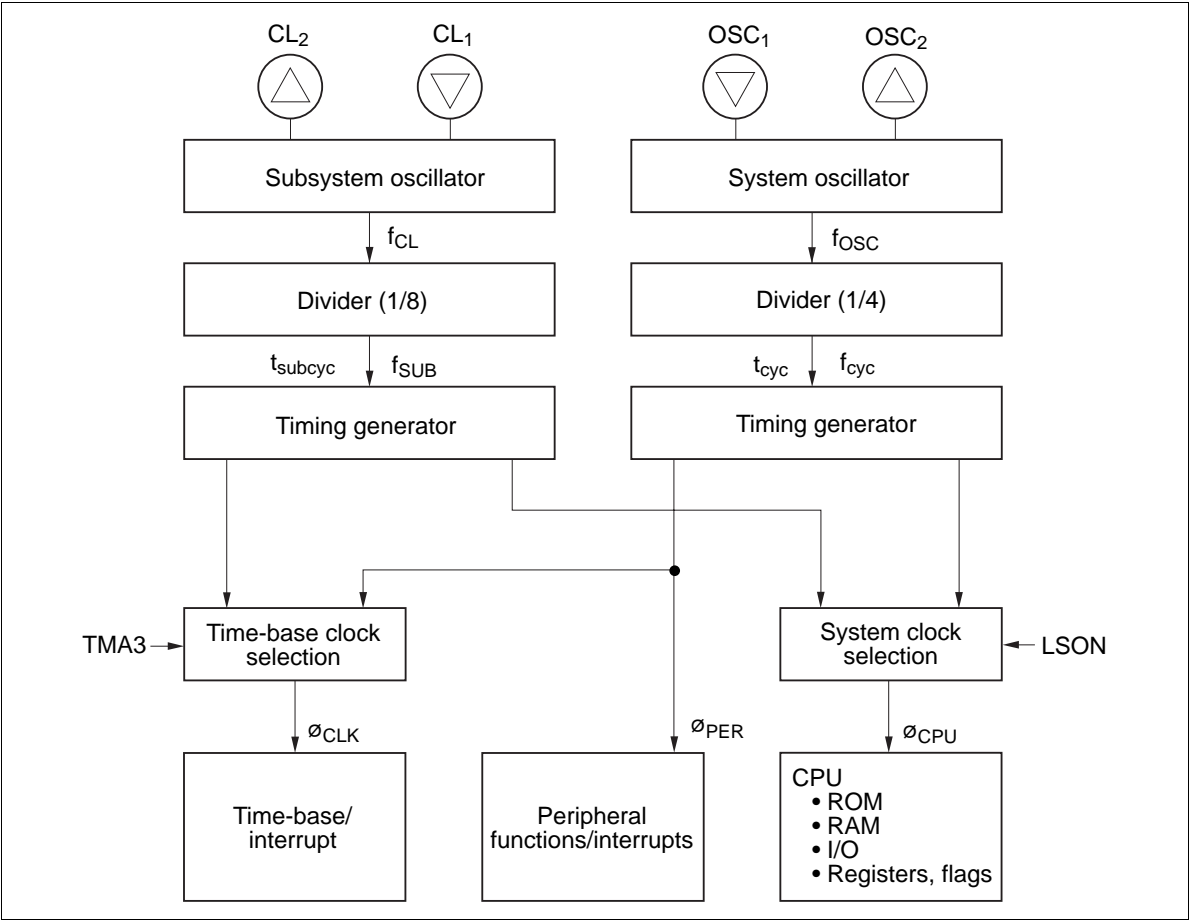 CL2
CL1
OSC1
OSC2
Subsystem oscillator
System oscillator
fCL
fOSC
Divider (1/8)
Divider (1/4)
tsubcyc
fSUB
tcyc
fcyc
Timing generator
Timing generator
TMA3
Time-base clock
selection
System clock
selection
LSON
øCLK
øPER
øCPU
Time-base/
interrupt
Peripheral
functions/interrupts
CPU
• ROM
• RAM
• I/O
• Registers, flags